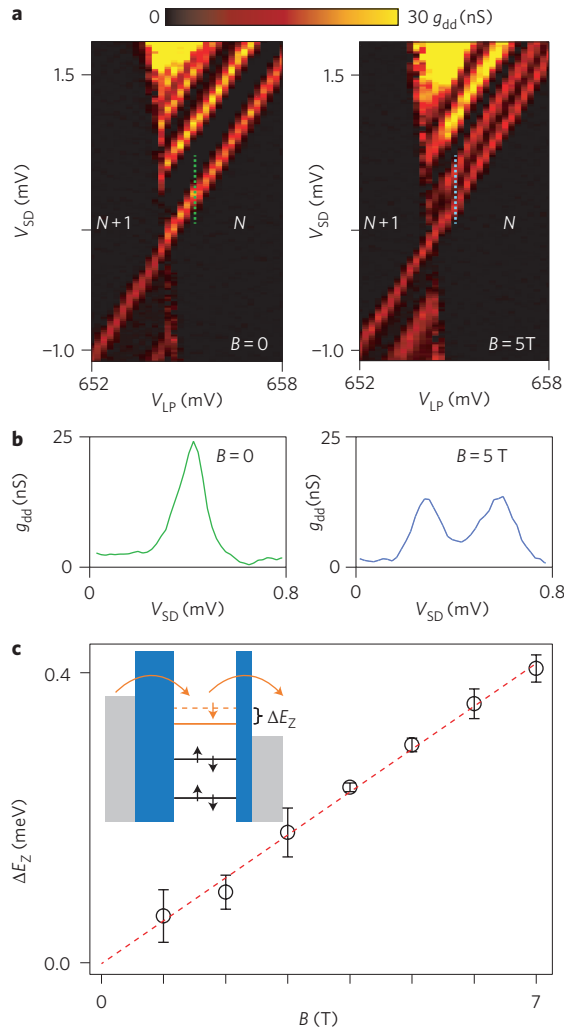 a
0 30 g_dd (nS)
1.5 1.5
V_SD (mV) V_SD (mV)
N + 1 N N + 1 N
−1.0 B = 0 −1.0 B = 5T
652 658 652 658
V_LP (mV) V_LP (mV)
b
25 B = 0 25 B = 5 T
g_dd (nS) g_dd (nS)
0 0
0 0.8 0 0.8
V_SD (mV) V_SD (mV)
c
0.4
ΔE_Z
ΔE_Z (meV)
0.0
0 7
B (T)